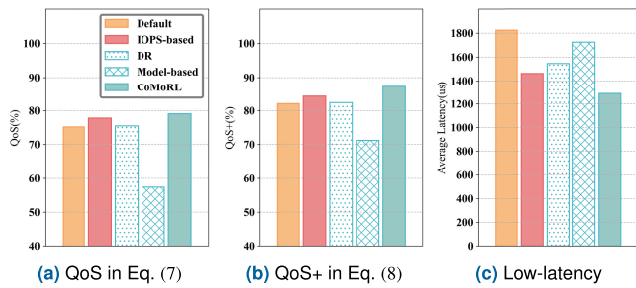 100
90
80
70
60
50
40
QoS(%)
Default
IOPS-based
DR
Model-based
CoMoRL
(a) QoS in Eq. (7)
100
90
80
70
60
50
40
QoS+(%)
(b) QoS+ in Eq. (8)
1800
1600
1400
1200
1000
800
600
400
200
0
Average Latency(us)
(c) Low-latency